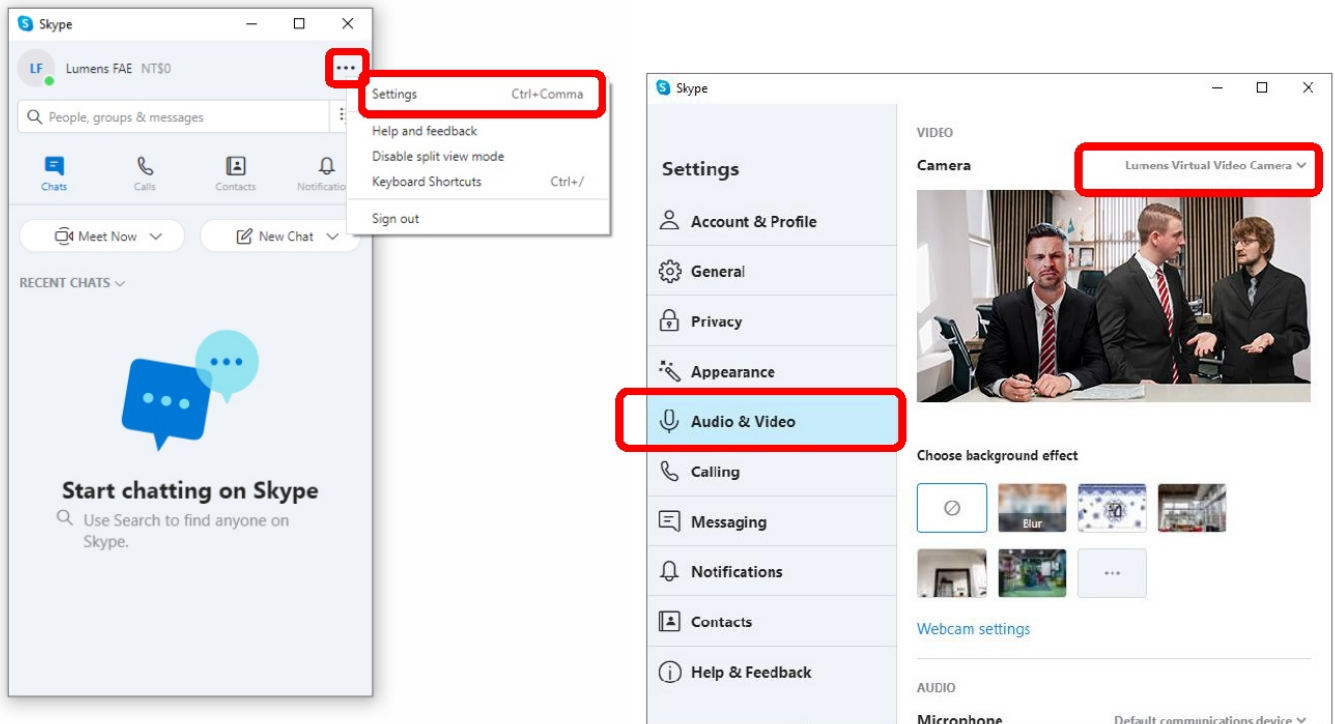 Skype
LF Lumens FAE NT$0
People, groups & messages
Chats Calls Contacts Notificatio
Meet Now New Chat
RECENT CHATS
Start chatting on Skype
Use Search to find anyone on
Skype.
Settings Ctrl+Comma
Help and feedback
Disable split view mode
Keyboard Shortcuts Ctrl+/
Sign out
Skype
Settings
Account & Profile
General
Privacy
Appearance
Audio & Video
Calling
Messaging
Notifications
Contacts
Help & Feedback
VIDEO
Camera Lumens Virtual Video Camera
Choose background effect
Blur
Webcam settings
AUDIO
Microphone Default communications device